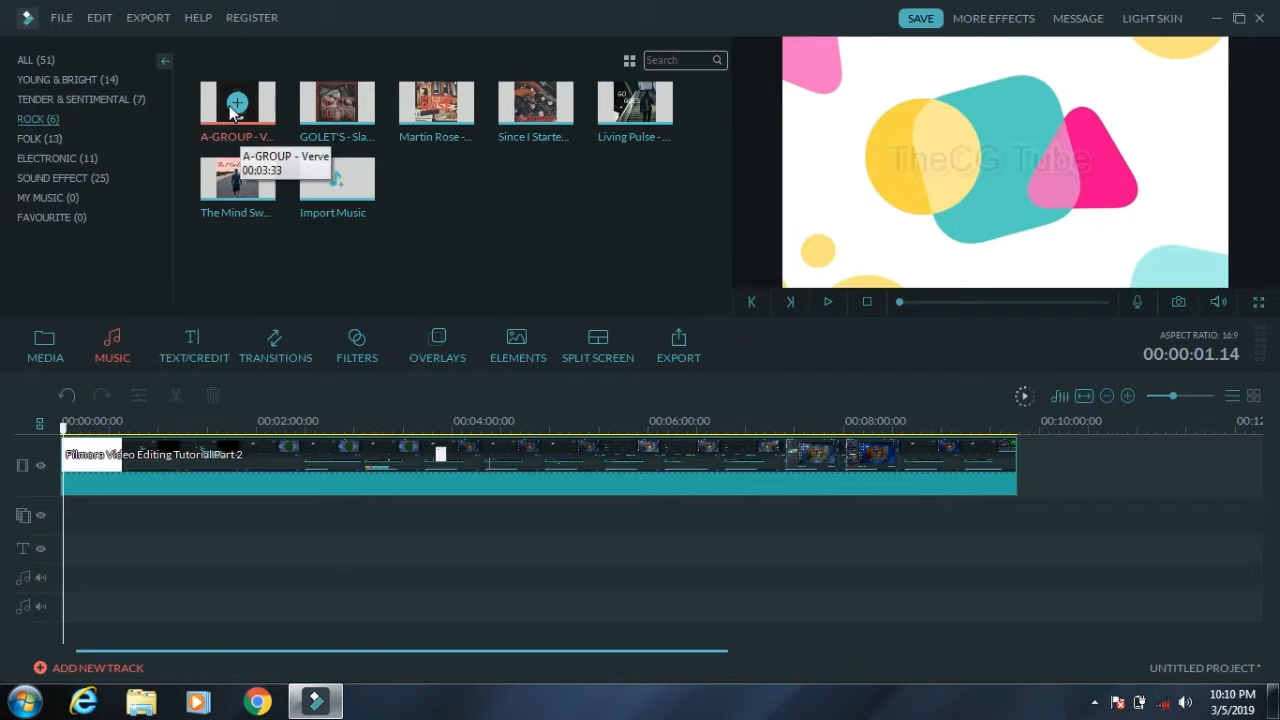 FILE EDIT EXPORT HELP REGISTER SAVE MORE EFFECTS MESSAGE LIGHT SKIN
ALL (51)
YOUNG & BRIGHT (14)
TENDER & SENTIMENTAL (7)
ROCK (6)
FOLK (13)
ELECTRONIC (11)
SOUND EFFECT (25)
MY MUSIC (0)
FAVOURITE (0)
Search
A-GROUP - V... GOLET'S - Sla... Martin Rose -... Since I Starte... Living Pulse - ...
A-GROUP - Verve
00:03:33
The Mind Sw... Import Music
TheCG Tube
MEDIA MUSIC TEXT/CREDIT TRANSITIONS FILTERS OVERLAYS ELEMENTS SPLIT SCREEN EXPORT
ASPECT RATIO: 16:9
00:00:01.14
00:00:00:00 00:02:00:00 00:04:00:00 00:06:00:00 00:08:00:00 00:10:00:00 00:12
Filmora Video Editing Tutorial Part 2
ADD NEW TRACK
UNTITLED PROJECT *
10:10 PM
3/5/2019